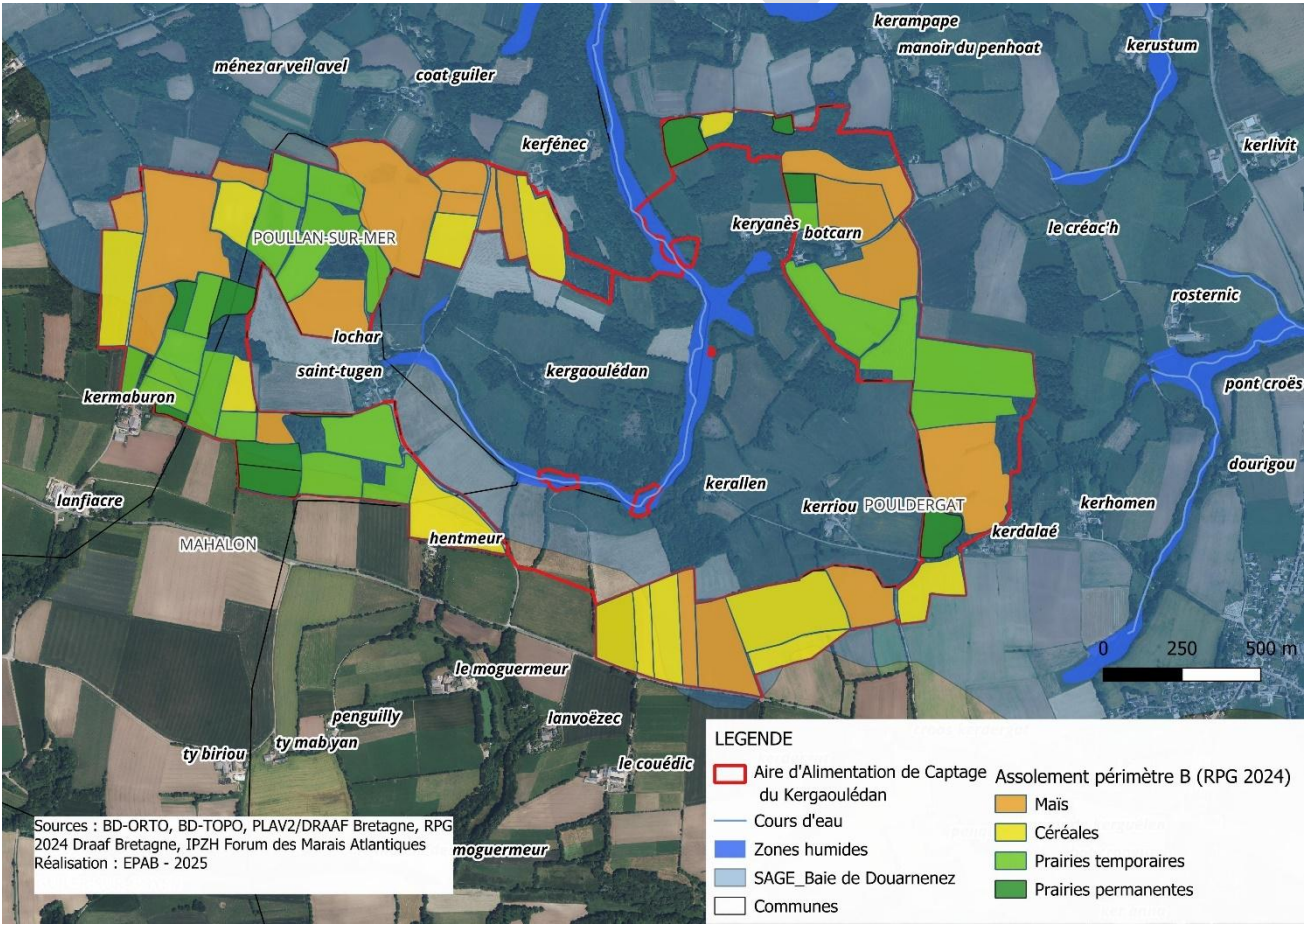 kerampape
manoir du penhoat
kerustum
ménez ar veil avel
coat guiler
kerfénec
kerlivit
keryanès
botcarn
le créac'h
POULLAN-SUR-MER
rosternic
lochar
saint-tugen
kergaoulédan
kermaburon
pont croës
dourigou
lanfiacre
kerallen
kerriou
POULDERGAT
kerhomen
kerdalaé
hentmeur
MAHALON
0 250 500 m
le moguermeur
penguilly
lanvoëzec
ty mab yan
ty biriou
le couédic
moguermeur
Sources : BD-ORTO, BD-TOPO, PLAV2/DRAAF Bretagne, RPG
2024 Draaf Bretagne, IPZH Forum des Marais Atlantiques
Réalisation : EPAB - 2025
LEGENDE
Aire d'Alimentation de Captage
du Kergaoulédan
Cours d'eau
Zones humides
SAGE_Baie de Douarnenez
Communes
Assolement périmètre B (RPG 2024)
Maïs
Céréales
Prairies temporaires
Prairies permanentes